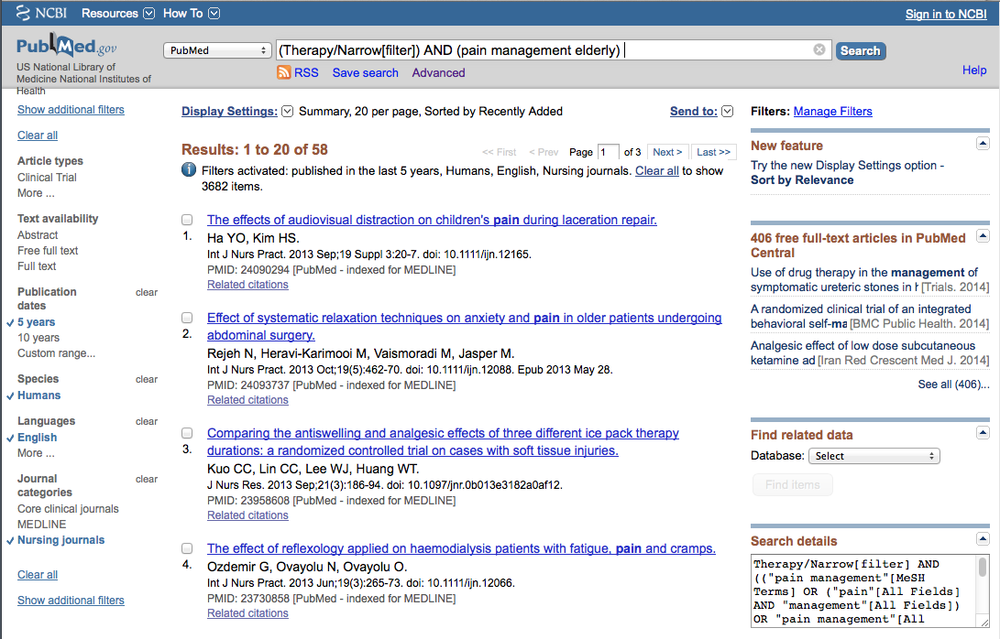 NCBI Resources How To Sign in to NCBI
PubMed.gov
US National Library of
Medicine National Institutes of
Health
PubMed (Therapy/Narrow[filter]) AND (pain management elderly) Search
RSS Save search Advanced Help
Show additional filters
Clear all
Article types
Clinical Trial
More ...
Text availability
Abstract
Free full text
Full text
Publication
dates
clear
5 years
10 years
Custom range...
Species clear
Humans
Languages clear
English
More ...
Journal
categories
clear
Core clinical journals
MEDLINE
Nursing journals
Clear all
Show additional filters
Display Settings: Summary, 20 per page, Sorted by Recently Added Send to:
Results: 1 to 20 of 58
<< First < Prev Page 1 of 3 Next > Last >>
Filters activated: published in the last 5 years, Humans, English, Nursing journals. Clear all to show
3682 items.
The effects of audiovisual distraction on children's pain during laceration repair.
1. Ha YO, Kim HS.
Int J Nurs Pract. 2013 Sep;19 Suppl 3:20-7. doi: 10.1111/ijn.12165.
PMID: 24090294 [PubMed - indexed for MEDLINE]
Related citations
Effect of systematic relaxation techniques on anxiety and pain in older patients undergoing
2. abdominal surgery.
Rejeh N, Heravi-Karimooi M, Vaismoradi M, Jasper M.
Int J Nurs Pract. 2013 Oct;19(5):462-70. doi: 10.1111/ijn.12088. Epub 2013 May 28.
PMID: 24093737 [PubMed - indexed for MEDLINE]
Related citations
Comparing the antiswelling and analgesic effects of three different ice pack therapy
3. durations: a randomized controlled trial on cases with soft tissue injuries.
Kuo CC, Lin CC, Lee WJ, Huang WT.
J Nurs Res. 2013 Sep;21(3):186-94. doi: 10.1097/jnr.0b013e3182a0af12.
PMID: 23958608 [PubMed - indexed for MEDLINE]
Related citations
The effect of reflexology applied on haemodialysis patients with fatigue, pain and cramps.
4. Ozdemir G, Ovayolu N, Ovayolu O.
Int J Nurs Pract. 2013 Jun;19(3):265-73. doi: 10.1111/ijn.12066.
PMID: 23730858 [PubMed - indexed for MEDLINE]
Related citations
Filters: Manage Filters
New feature
Try the new Display Settings option -
Sort by Relevance
406 free full-text articles in PubMed
Central
Use of drug therapy in the management of
symptomatic ureteric stones in h [Trials. 2014]
A randomized clinical trial of an integrated
behavioral self-ma [BMC Public Health. 2014]
Analgesic effect of low dose subcutaneous
ketamine ad [Iran Red Crescent Med J. 2014]
See all (406)...
Find related data
Database: Select
Find items
Search details
Therapy/Narrow[filter] AND
(("pain management"[MeSH
Terms] OR ("pain"[All Fields]
AND "management"[All Fields])
OR "pain management"[All